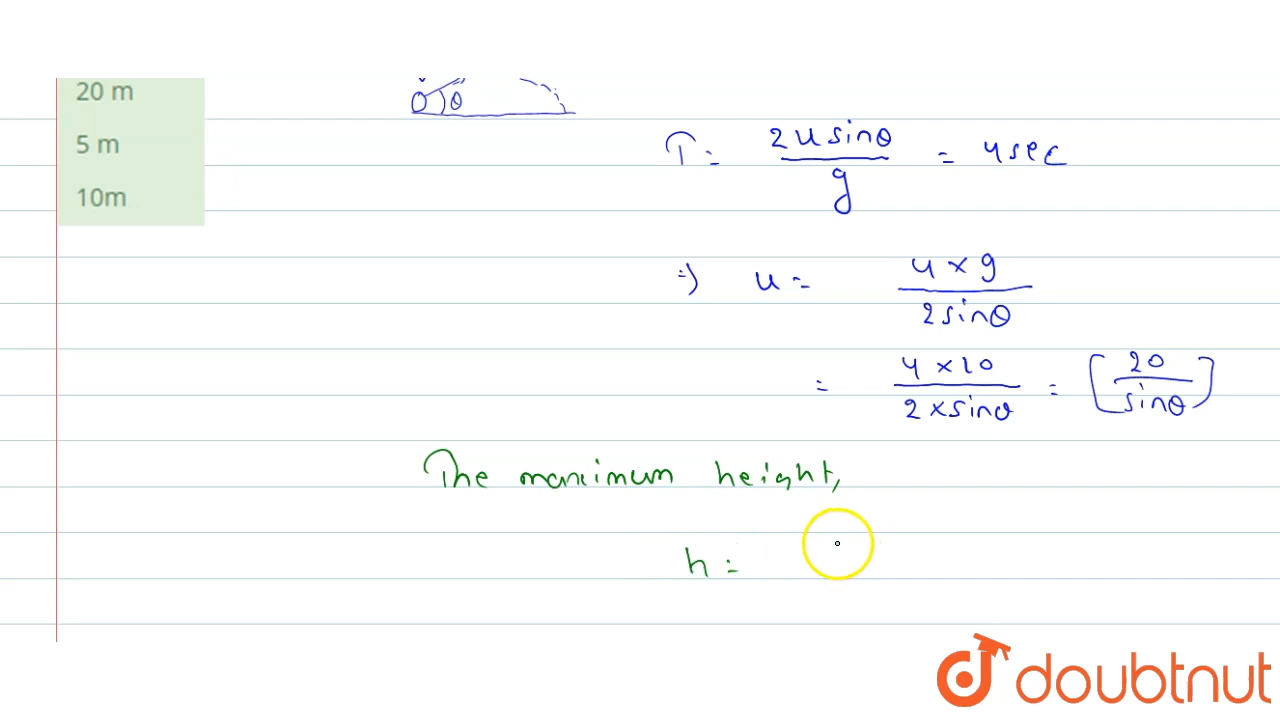 20 m
5 m
10m
θ
T = 2u sinθ / g = 4 sec
⇒ u = 4 × g / 2 sinθ
= 4 × 10 / 2 × sinθ = [20 / sinθ]
The maximum height,
h =
doubtnut